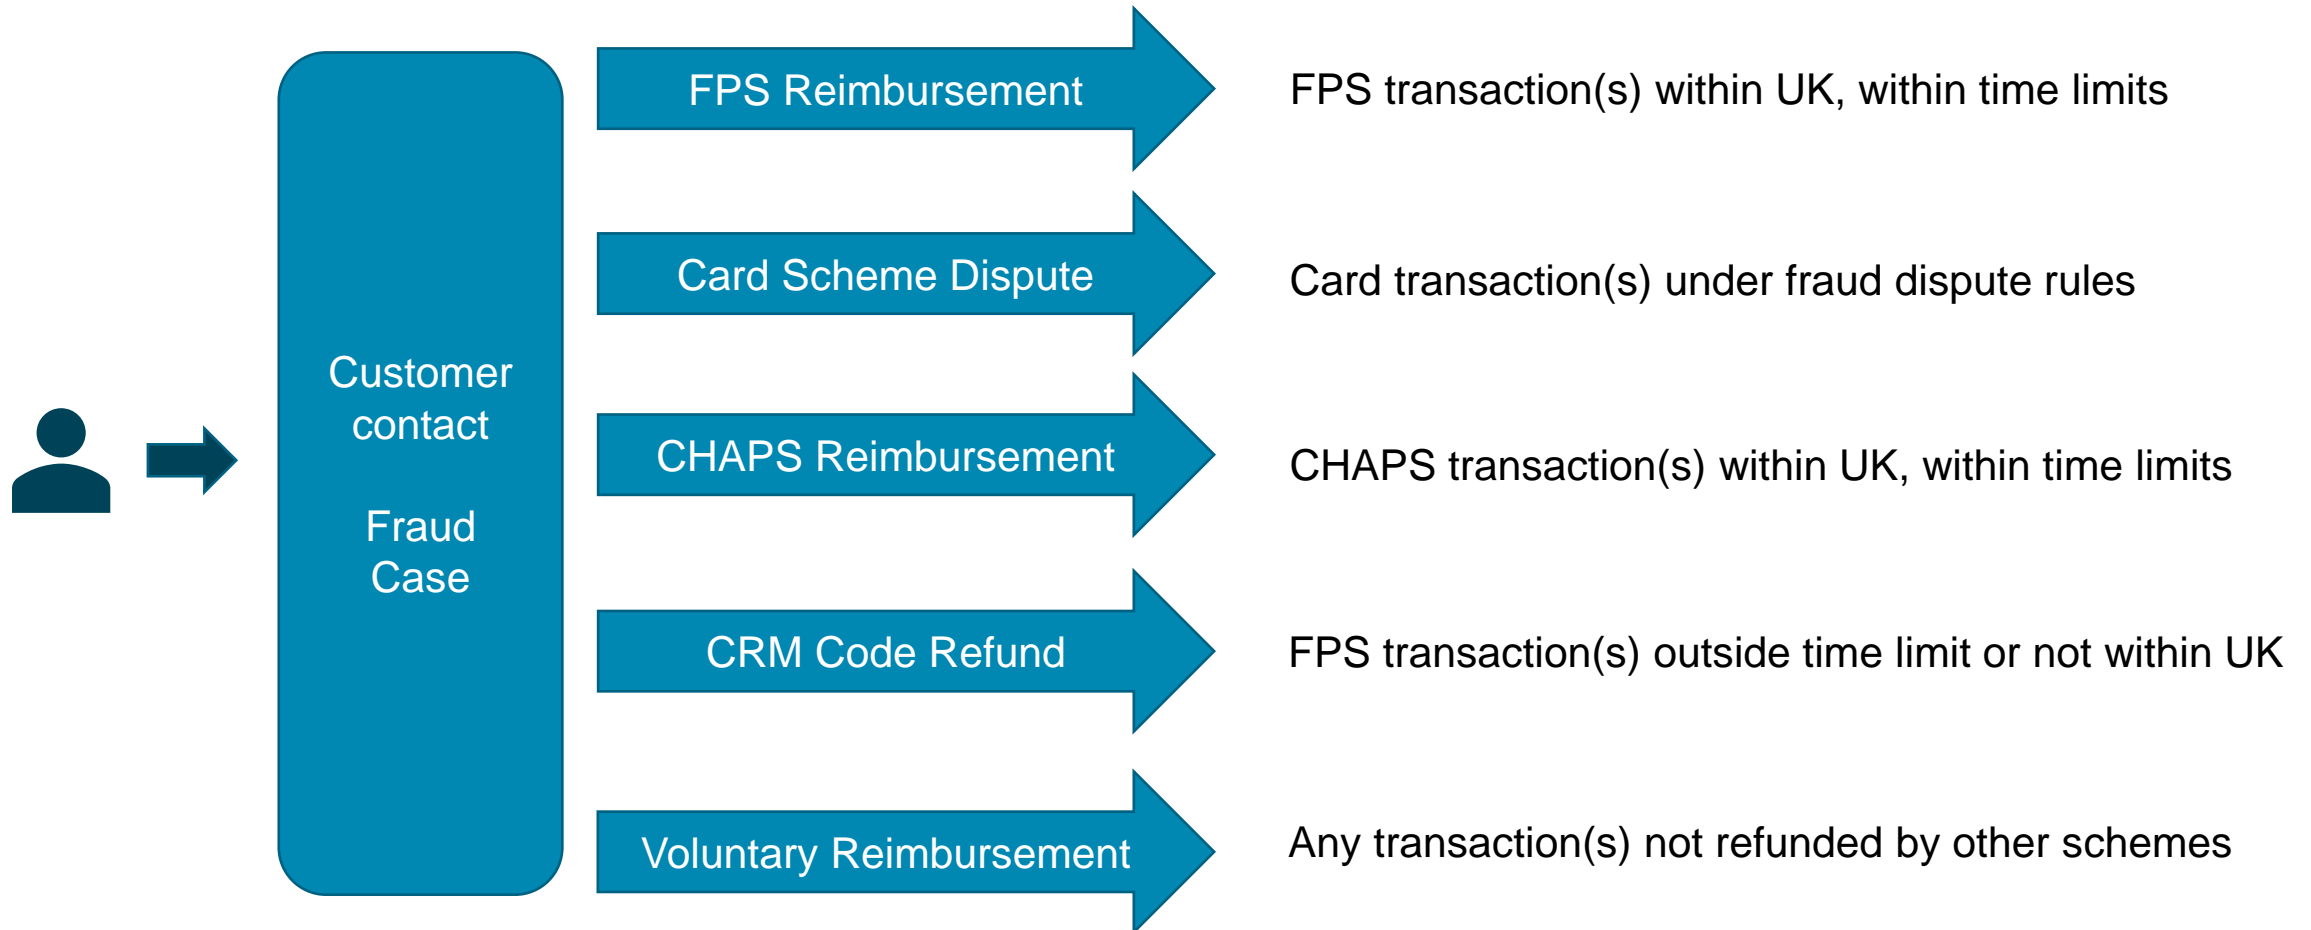 Customer
contact
Fraud
Case
FPS Reimbursement
FPS transaction(s) within UK, within time limits
Card Scheme Dispute
Card transaction(s) under fraud dispute rules
CHAPS Reimbursement
CHAPS transaction(s) within UK, within time limits
CRM Code Refund
FPS transaction(s) outside time limit or not within UK
Voluntary Reimbursement
Any transaction(s) not refunded by other schemes